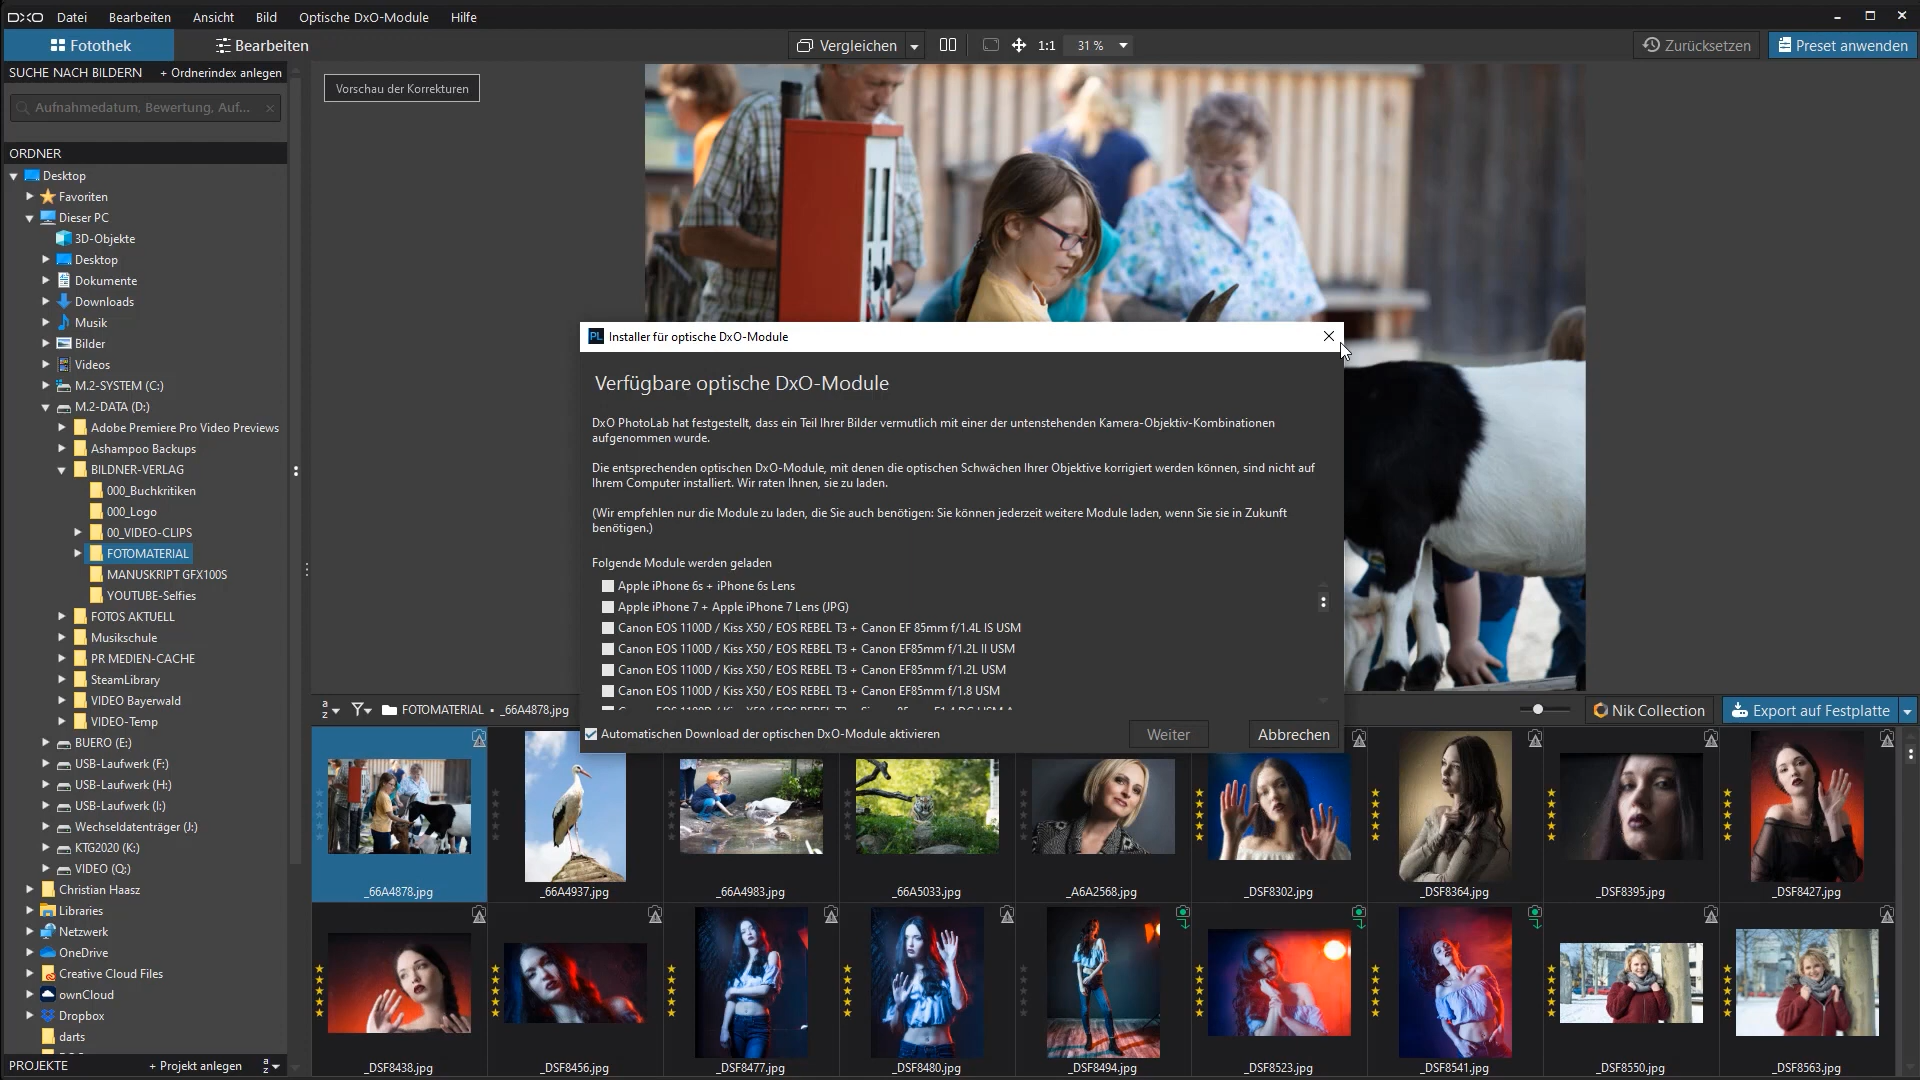 DXO Datei Bearbeiten Ansicht Bild Optische DxO-Module Hilfe
Fotothek Bearbeiten Vergleichen 1:1 31 % Zurücksetzen Preset anwenden
SUCHE NACH BILDERN + Ordnerindex anlegen
Aufnahmedatum, Bewertung, Auf...
Vorschau der Korrekturen
ORDNER
Desktop
Favoriten
Dieser PC
3D-Objekte
Desktop
Dokumente
Downloads
Musik
Bilder
Videos
M.2-SYSTEM (C:)
M.2-DATA (D:)
Adobe Premiere Pro Video Previews
Ashampoo Backups
BILDNER-VERLAG
000_Buchkritiken
000_Logo
00_VIDEO-CLIPS
FOTOMATERIAL
MANUSKRIPT GFX100S
YOUTUBE-Selfies
FOTOS AKTUELL
Musikschule
PR MEDIEN-CACHE
SteamLibrary
VIDEO Bayerwald
VIDEO-Temp
BUERO (E:)
USB-Laufwerk (F:)
USB-Laufwerk (H:)
USB-Laufwerk (I:)
Wechseldatenträger (J:)
KTG2020 (K:)
VIDEO (Q:)
Christian Haasz
Libraries
Netzwerk
OneDrive
Creative Cloud Files
ownCloud
Dropbox
darts
PROJEKTE + Projekt anlegen
PL Installer für optische DxO-Module
Verfügbare optische DxO-Module
DxO PhotoLab hat festgestellt, dass ein Teil Ihrer Bilder vermutlich mit einer der untenstehenden Kamera-Objektiv-Kombinationen
aufgenommen wurde.
Die entsprechenden optischen DxO-Module, mit denen die optischen Schwächen Ihrer Objektive korrigiert werden können, sind nicht auf
Ihrem Computer installiert. Wir raten Ihnen, sie zu laden.
(Wir empfehlen nur die Module zu laden, die Sie auch benötigen: Sie können jederzeit weitere Module laden, wenn Sie sie in Zukunft
benötigen.)
Folgende Module werden geladen
Apple iPhone 6s + iPhone 6s Lens
Apple iPhone 7 + Apple iPhone 7 Lens (JPG)
Canon EOS 1100D / Kiss X50 / EOS REBEL T3 + Canon EF 85mm f/1.4L IS USM
Canon EOS 1100D / Kiss X50 / EOS REBEL T3 + Canon EF85mm f/1.2L II USM
Canon EOS 1100D / Kiss X50 / EOS REBEL T3 + Canon EF85mm f/1.2L USM
Canon EOS 1100D / Kiss X50 / EOS REBEL T3 + Canon EF85mm f/1.8 USM
Automatischen Download der optischen DxO-Module aktivieren Weiter Abbrechen
FOTOMATERIAL • _66A4878.jpg Nik Collection Export auf Festplatte
_66A4878.jpg _66A4937.jpg _66A4983.jpg _66A5033.jpg _A6A2568.jpg _DSF8302.jpg _DSF8364.jpg _DSF8395.jpg _DSF8427.jpg
_DSF8438.jpg _DSF8456.jpg _DSF8477.jpg _DSF8480.jpg _DSF8494.jpg _DSF8523.jpg _DSF8541.jpg _DSF8550.jpg _DSF8563.jpg